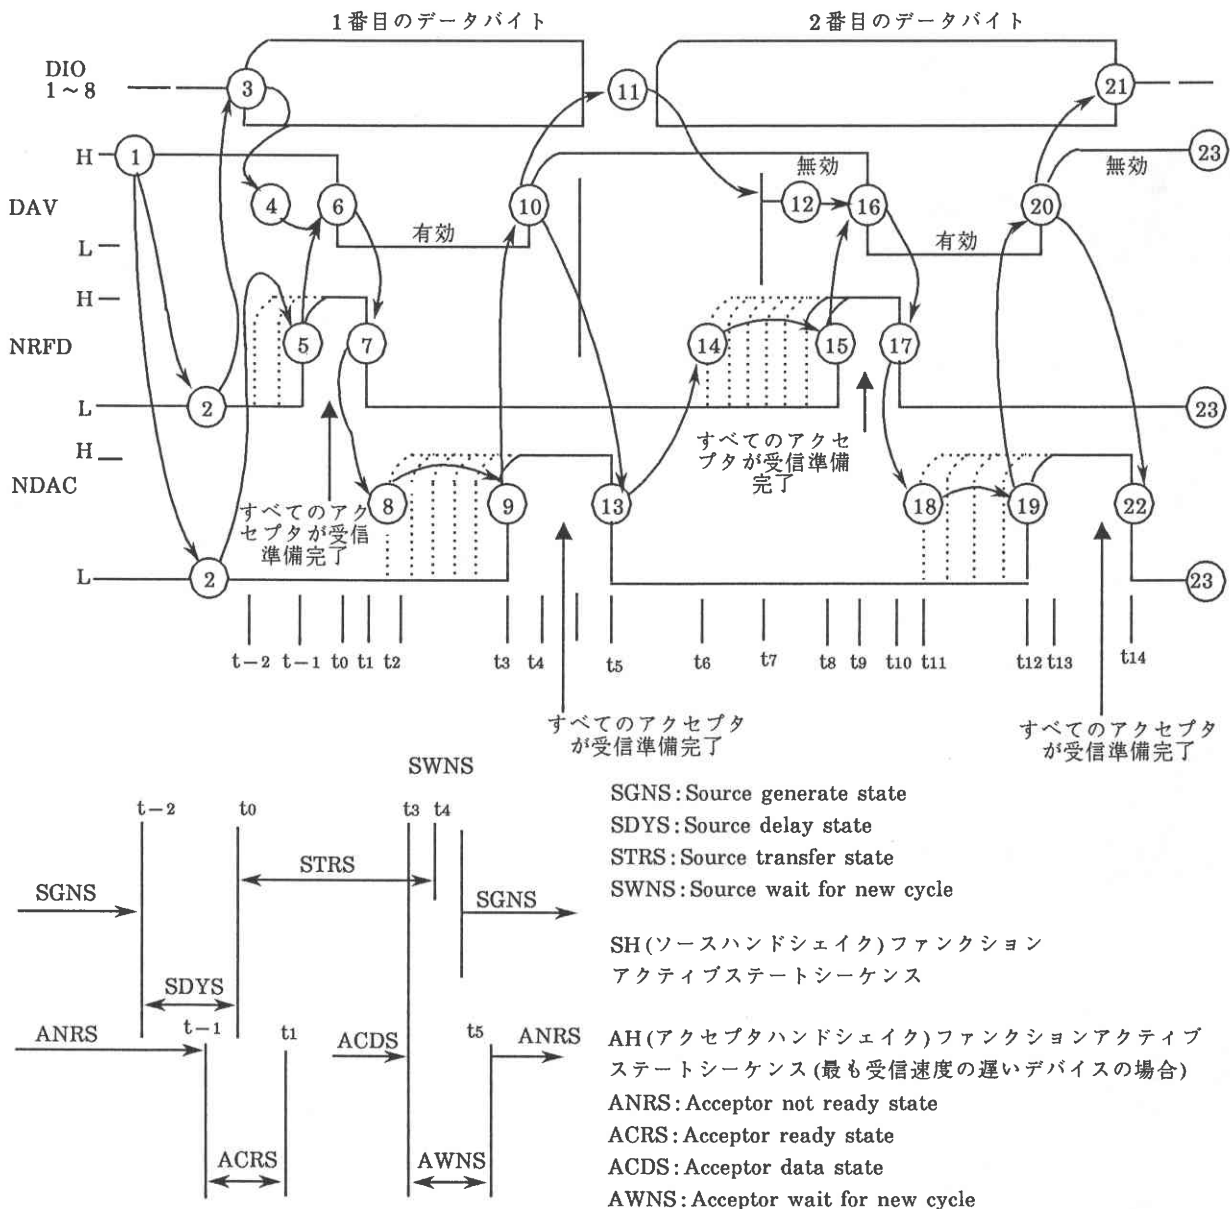 1番目のデータバイト
2番目のデータバイト
DIO
1～8
3
11
21
H
1
無効
無効
23
DAV
4
6
10
12
16
20
L
有効
有効
H
NRFD
5
7
14
15
17
L
2
23
H
すべてのアクセ
プタが受信準備
完了
NDAC
8
9
13
18
19
22
すべてのアク
セプタが受信
準備完了
L
2
23
t−2
t−1
t0
t1
t2
t3
t4
t5
t6
t7
t8
t9
t10
t11
t12
t13
t14
すべてのアクセプタ
が受信準備完了
すべてのアクセプタ
が受信準備完了
SWNS
t−2
t0
t3
t4
STRS
SGNS
SGNS
SDYS
ANRS
t−1
t1
ACDS
t5
ANRS
ACRS
AWNS
SGNS:Source generate state
SDYS:Source delay state
STRS:Source transfer state
SWNS:Source wait for new cycle
SH(ソースハンドシェイク)ファンクション
アクティブステートシーケンス
AH(アクセプタハンドシェイク)ファンクションアクティブ
ステートシーケンス(最も受信速度の遅いデバイスの場合)
ANRS:Acceptor not ready state
ACRS:Acceptor ready state
ACDS:Acceptor data state
AWNS:Acceptor wait for new cycle